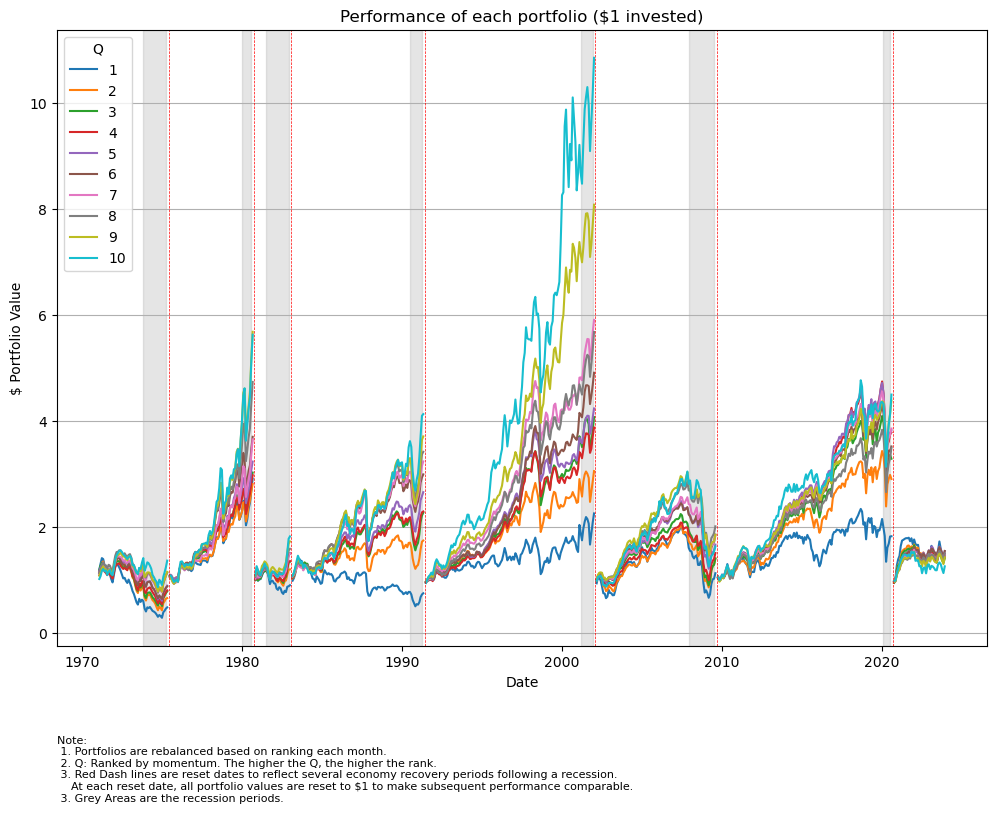 Performance of each portfolio ($1 invested)
Q
1
2
3
4
5
6
7
8
9
10
$ Portfolio Value
10
8
6
4
2
0
1970
1980
1990
2000
2010
2020
Date
Note:
1. Portfolios are rebalanced based on ranking each month.
2. Q: Ranked by momentum. The higher the Q, the higher the rank.
3. Red Dash lines are reset dates to reflect several economy recovery periods following a recession.
At each reset date, all portfolio values are reset to $1 to make subsequent performance comparable.
3. Grey Areas are the recession periods.